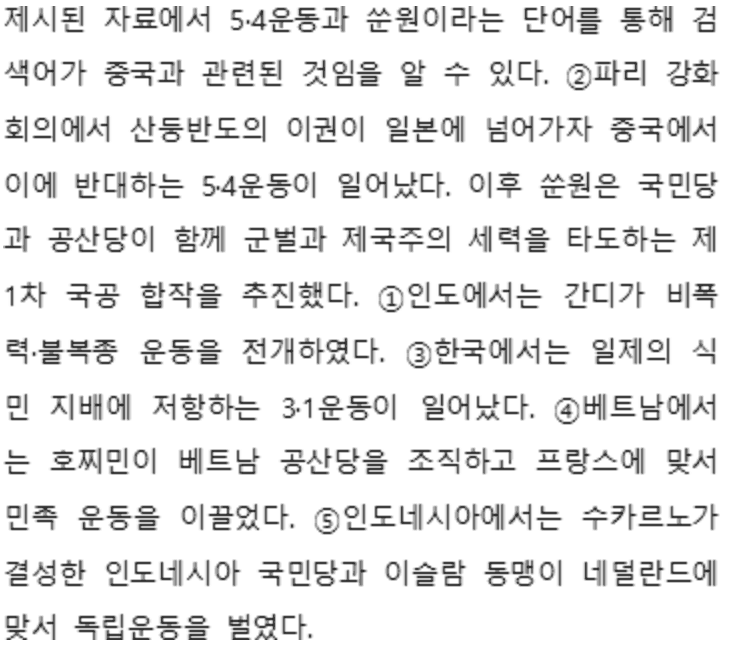 제시된 자료에서 5·4운동과 쑨원이라는 단어를 통해 검
색어가 중국과 관련된 것임을 알 수 있다. ②파리 강화
회의에서 산둥반도의 이권이 일본에 넘어가자 중국에서
이에 반대하는 5·4운동이 일어났다. 이후 쑨원은 국민당
과 공산당이 함께 군벌과 제국주의 세력을 타도하는 제
1차 국공 합작을 추진했다. ①인도에서는 간디가 비폭
력·불복종 운동을 전개하였다. ③한국에서는 일제의 식
민 지배에 저항하는 3·1운동이 일어났다. ④베트남에서
는 호찌민이 베트남 공산당을 조직하고 프랑스에 맞서
민족 운동을 이끌었다. ⑤인도네시아에서는 수카르노가
결성한 인도네시아 국민당과 이슬람 동맹이 네덜란드에
맞서 독립운동을 벌였다.